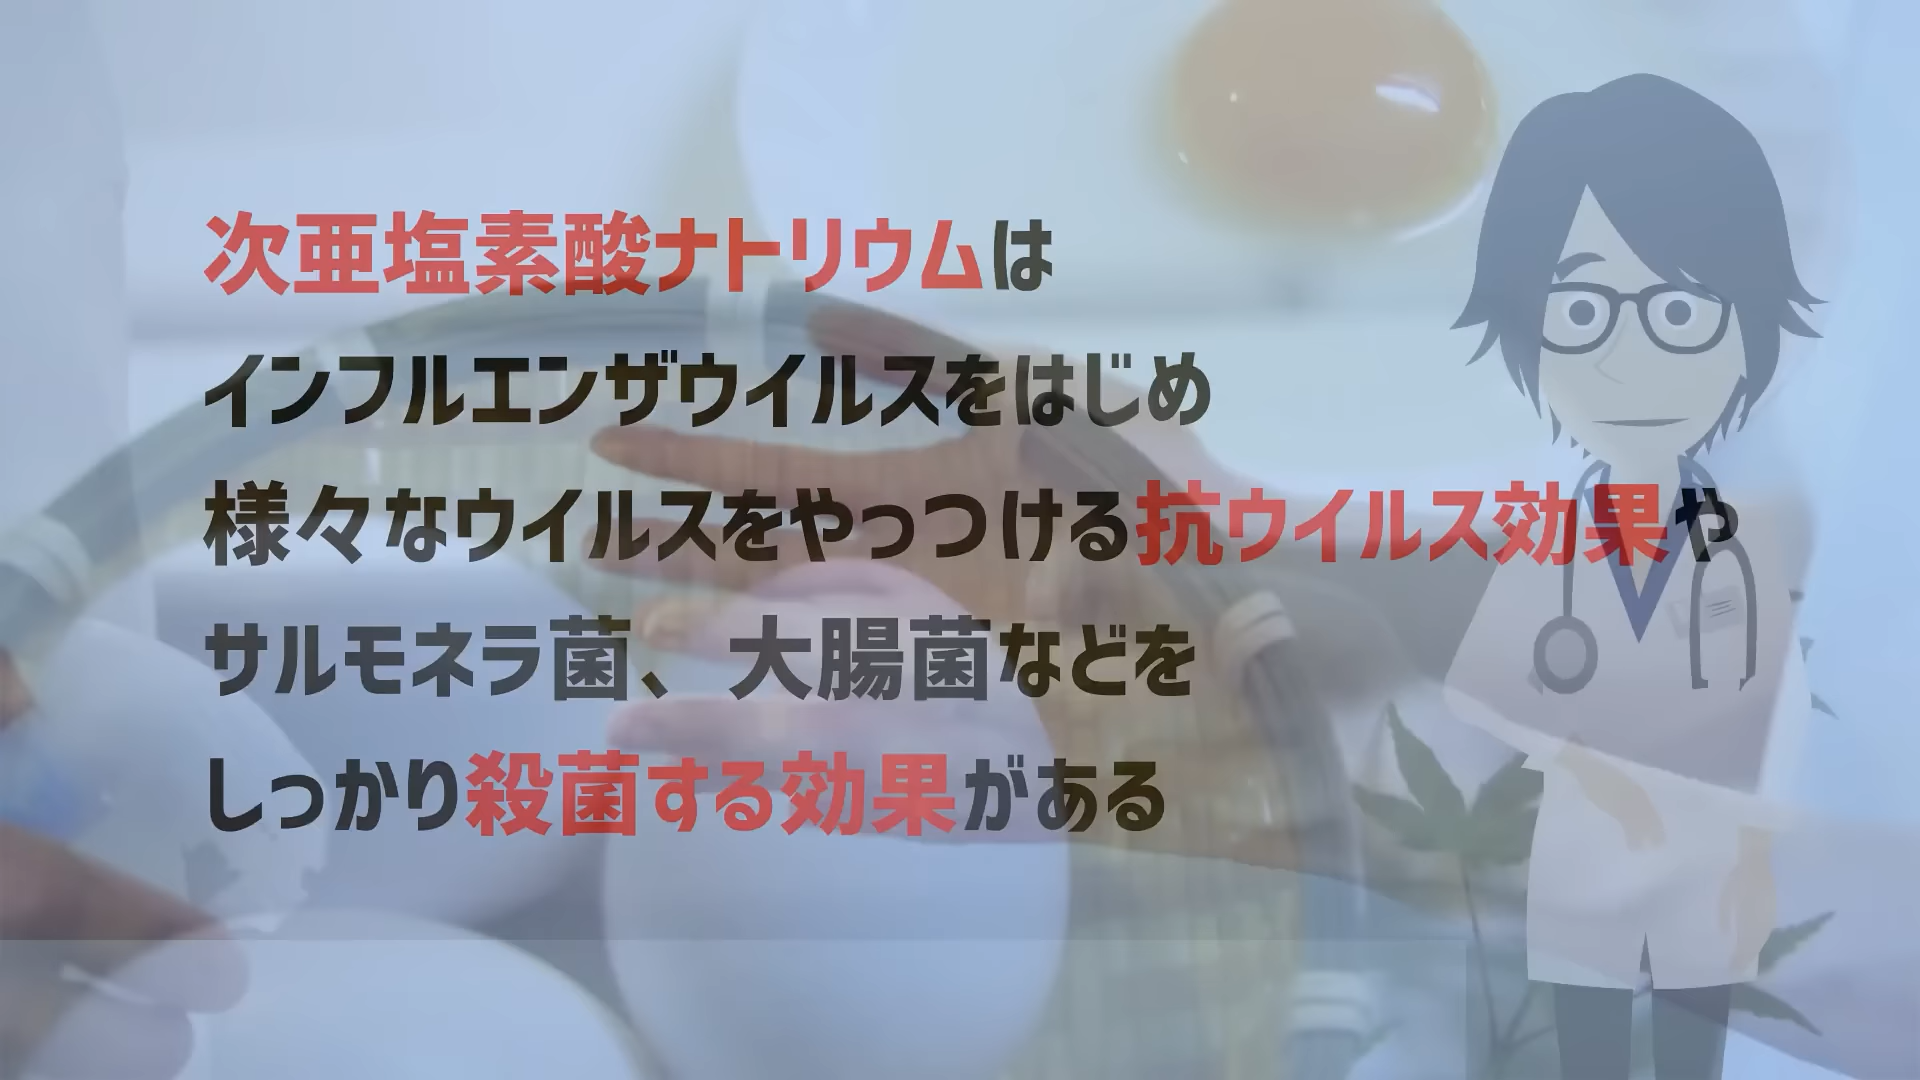 次亜塩素酸ナトリウムは
インフルエンザウイルスをはじめ
様々なウイルスをやっつける抗ウイルス効果や
サルモネラ菌、大腸菌などを
しっかり殺菌する効果がある